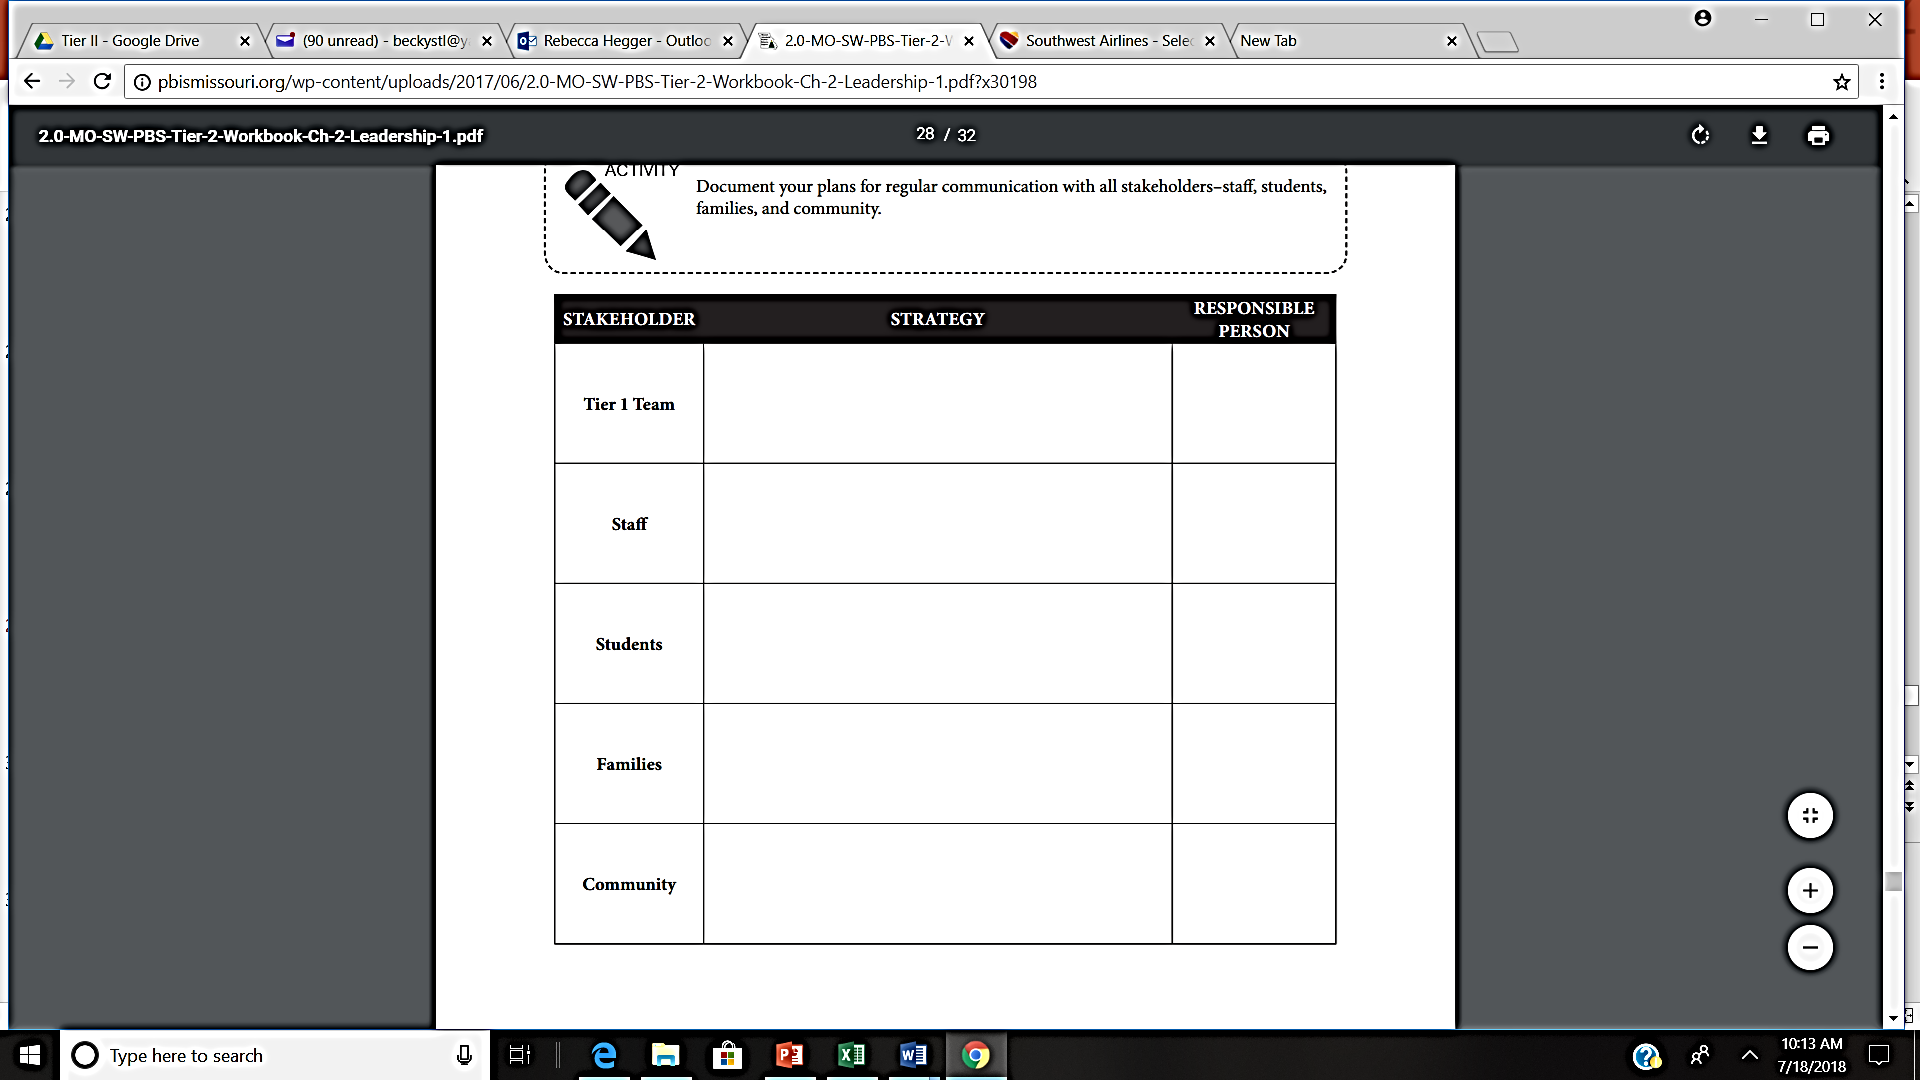 Tier II - Google Drive
(90 unread) - beckystl@y
Rebecca Hegger - Outloo
2.0-MO-SW-PBS-Tier-2-W
Southwest Airlines - Selec
New Tab
pbismissouri.org/wp-content/uploads/2017/06/2.0-MO-SW-PBS-Tier-2-Workbook-Ch-2-Leadership-1.pdf?x30198
2.0-MO-SW-PBS-Tier-2-Workbook-Ch-2-Leadership-1.pdf
28 / 32
ACTIVITY
Document your plans for regular communication with all stakeholders–staff, students,
families, and community.
STAKEHOLDER
STRATEGY
RESPONSIBLE
PERSON
Tier 1 Team
Staff
Students
Families
Community
Type here to search
10:13 AM
7/18/2018